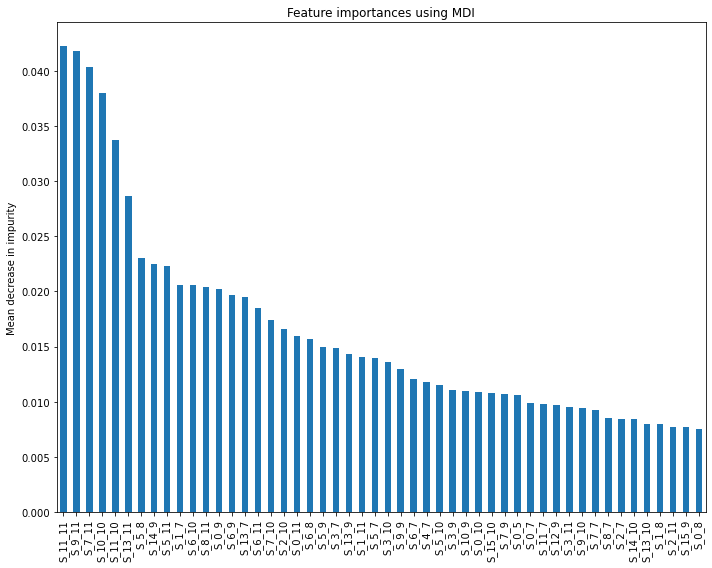 Feature importances using MDI
Mean decrease in impurity
0.040
0.035
0.030
0.025
0.020
0.015
0.010
0.005
0.000
S_11_11
S_9_11
S_7_11
S_10_10
S_11_10
S_13_11
S_5_8
S_14_9
S_5_11
S_1_7
S_6_10
S_8_11
S_0_9
S_6_9
S_13_7
S_6_11
S_7_10
S_2_10
S_0_11
S_6_8
S_5_9
S_3_7
S_13_9
S_1_11
S_5_7
S_3_10
S_9_9
S_6_7
S_4_7
S_5_10
S_3_9
S_10_9
S_0_10
S_15_10
S_7_9
S_0_5
S_0_7
S_11_7
S_12_9
S_3_11
S_9_10
S_7_7
S_8_7
S_2_7
S_14_10
S_13_10
S_1_8
S_2_11
S_15_9
S_0_8